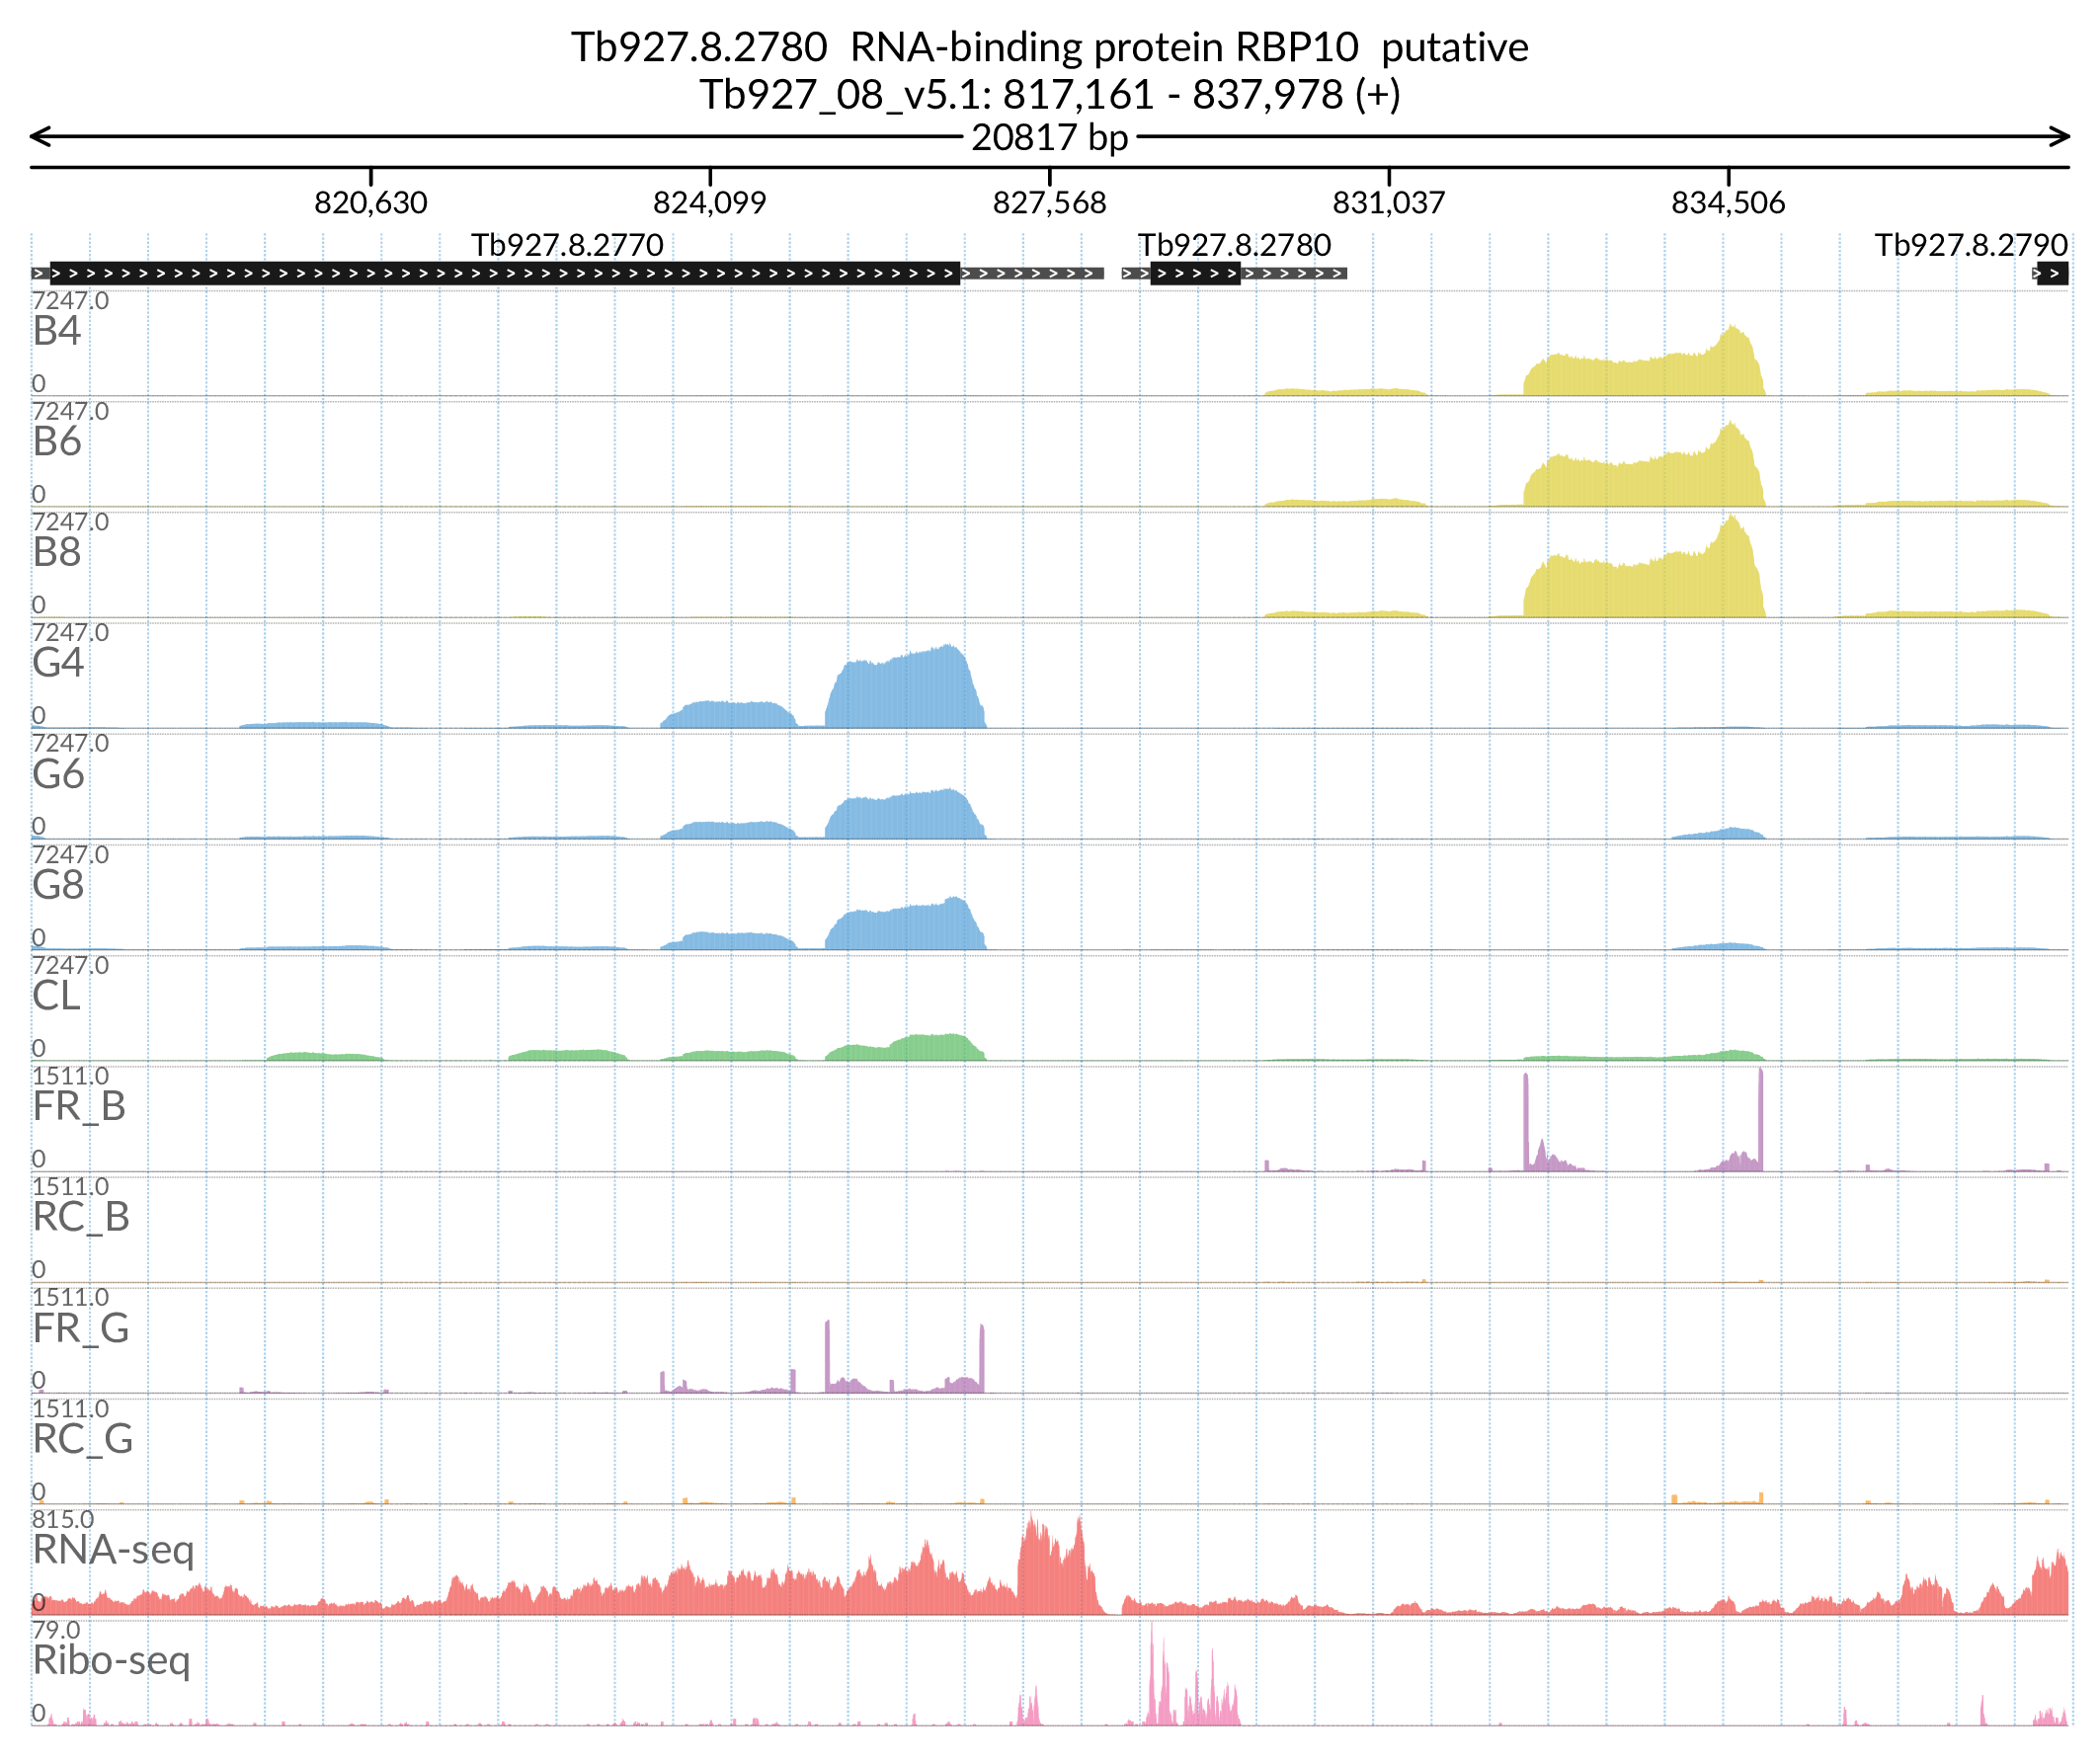 Tb927.8.2780 RNA-binding protein RBP10 putative
Tb927_08_v5.1: 817,161 - 837,978 (+)
20817 bp
820,630 824,099 827,568 831,037 834,506
Tb927.8.2770 Tb927.8.2780 Tb927.8.2790
7247.0
B4
0
7247.0
B6
0
7247.0
B8
0
7247.0
G4
0
7247.0
G6
0
7247.0
G8
0
7247.0
CL
0
1511.0
FR_B
0
1511.0
RC_B
0
1511.0
FR_G
0
1511.0
RC_G
0
815.0
RNA-seq
0
79.0
Ribo-seq
0